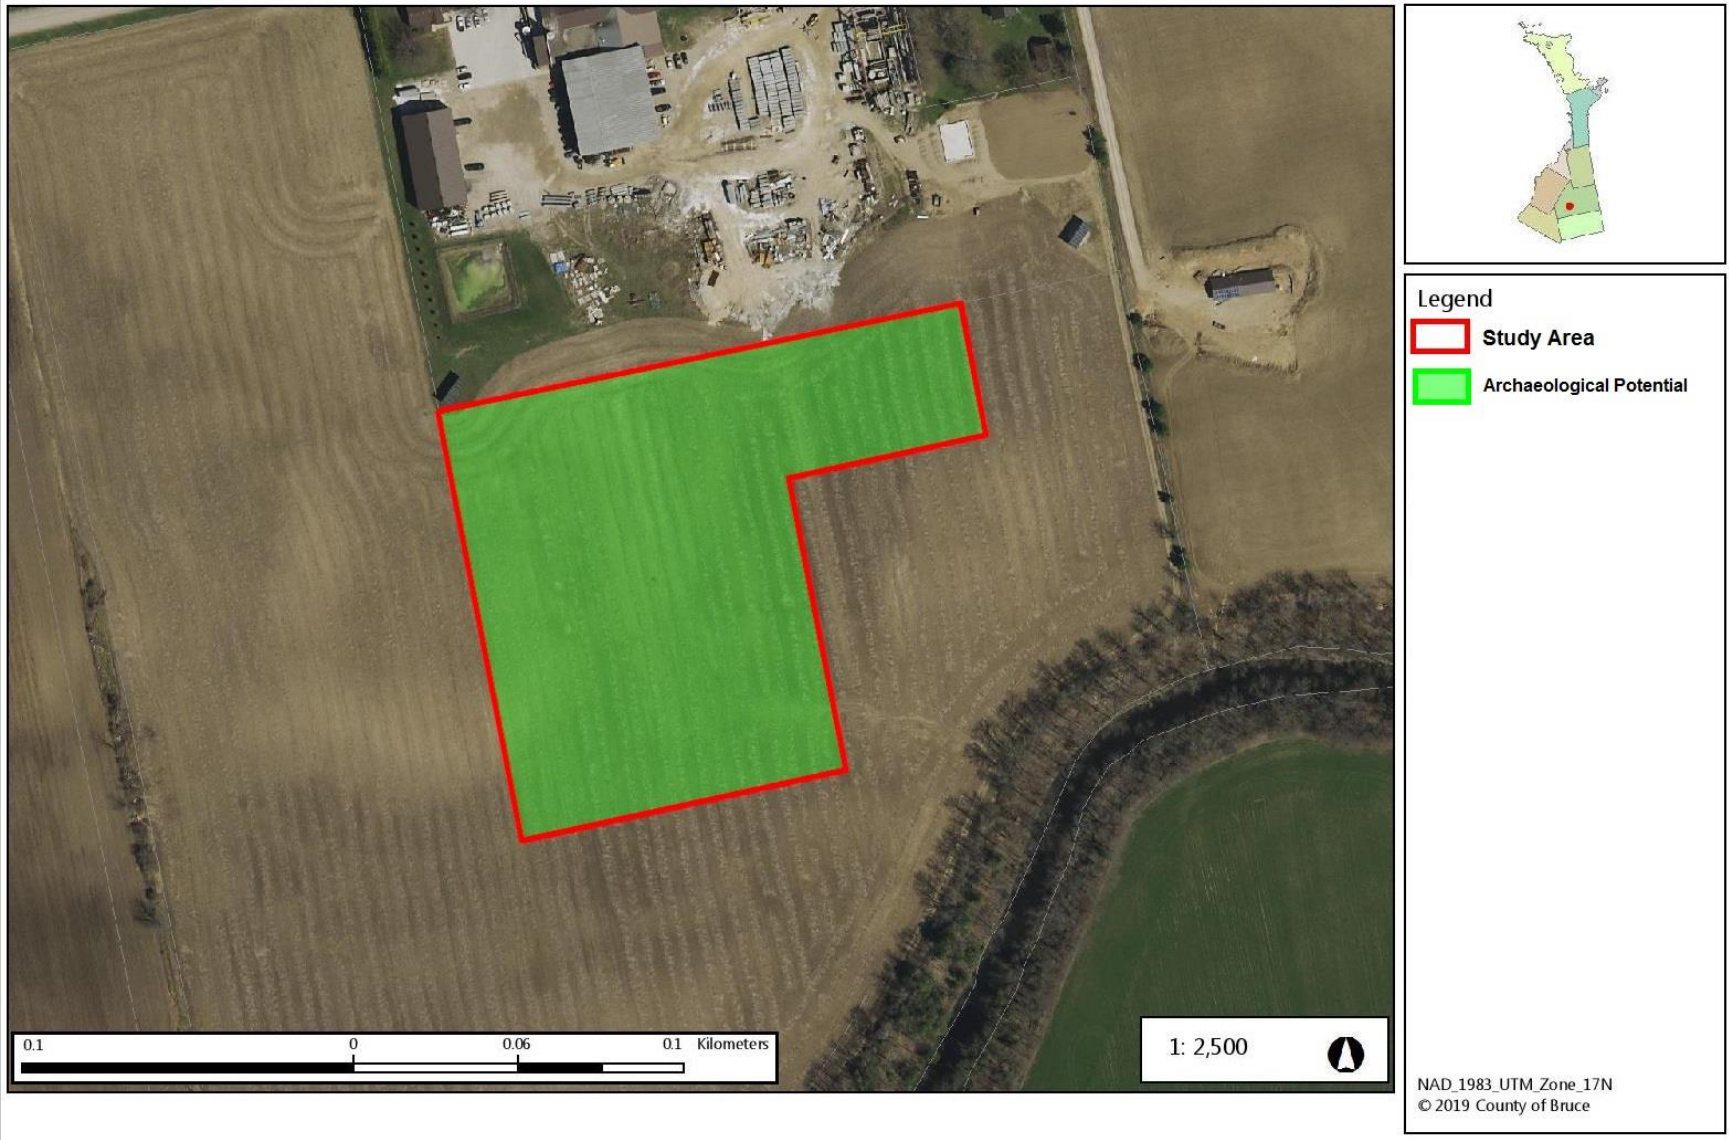 Legend
Study Area
Archaeological Potential
0.1 0 0.06 0.1 Kilometers
1: 2,500
NAD_1983_UTM_Zone_17N
© 2019 County of Bruce